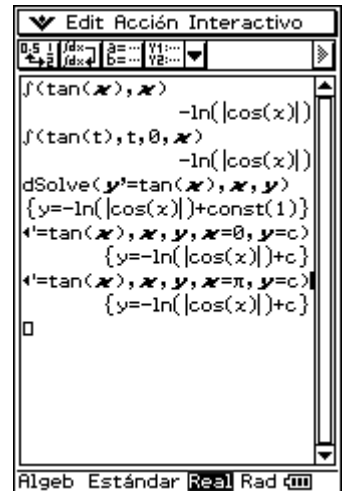 Edit Acción Interactivo
∫(tan(x),x)
-ln(|cos(x)|)
∫(tan(t),t,0,x)
-ln(|cos(x)|)
dSolve(y'=tan(x),x,y)
{y=-ln(|cos(x)|)+const(1)}
'=tan(x),x,y,x=0,y=c)
{y=-ln(|cos(x)|)+c}
'=tan(x),x,y,x=π,y=c)
{y=-ln(|cos(x)|)+c}
Algeb Estándar Real Rad